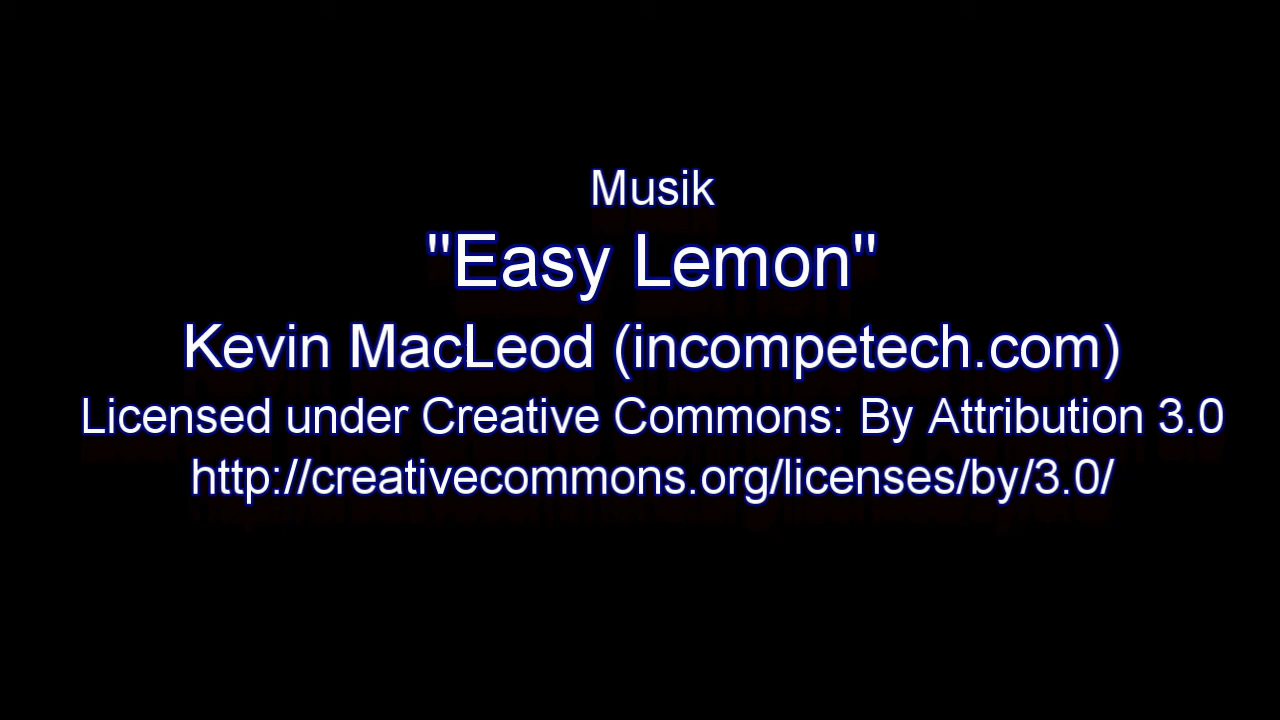 Musik
"Easy Lemon"
Kevin MacLeod (incompetech.com)
Licensed under Creative Commons: By Attribution 3.0
http://creativecommons.org/licenses/by/3.0/